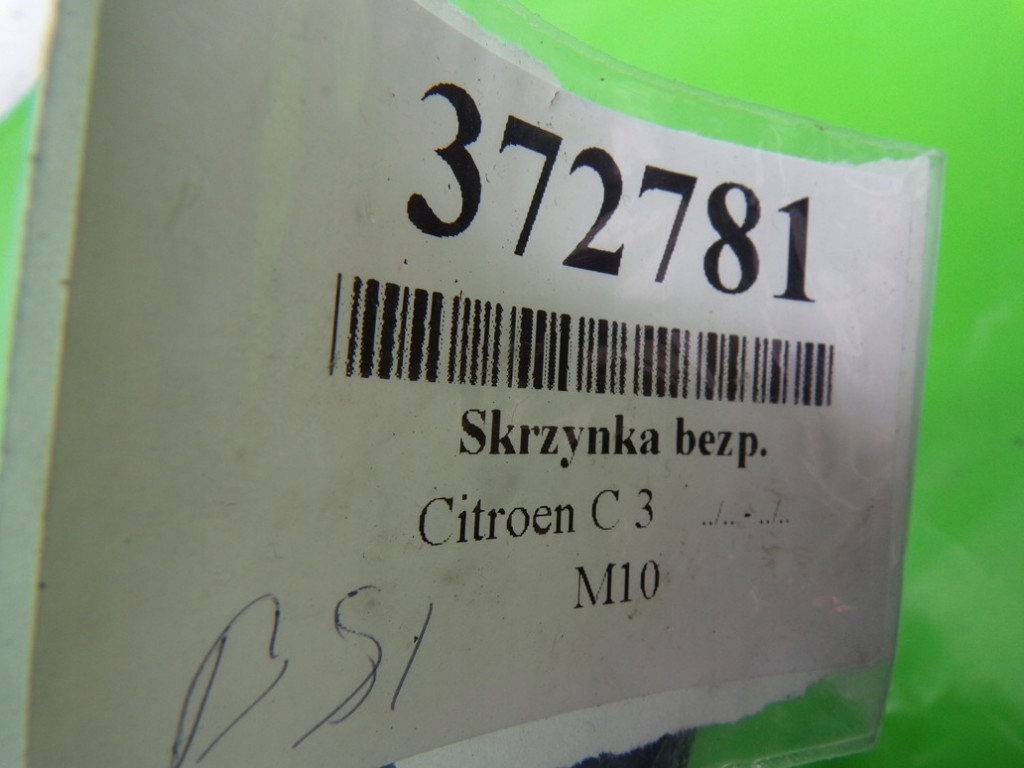 372781
Skrzynka bezp.
Citroen C 3 ../.. - ../..
M10
BSI